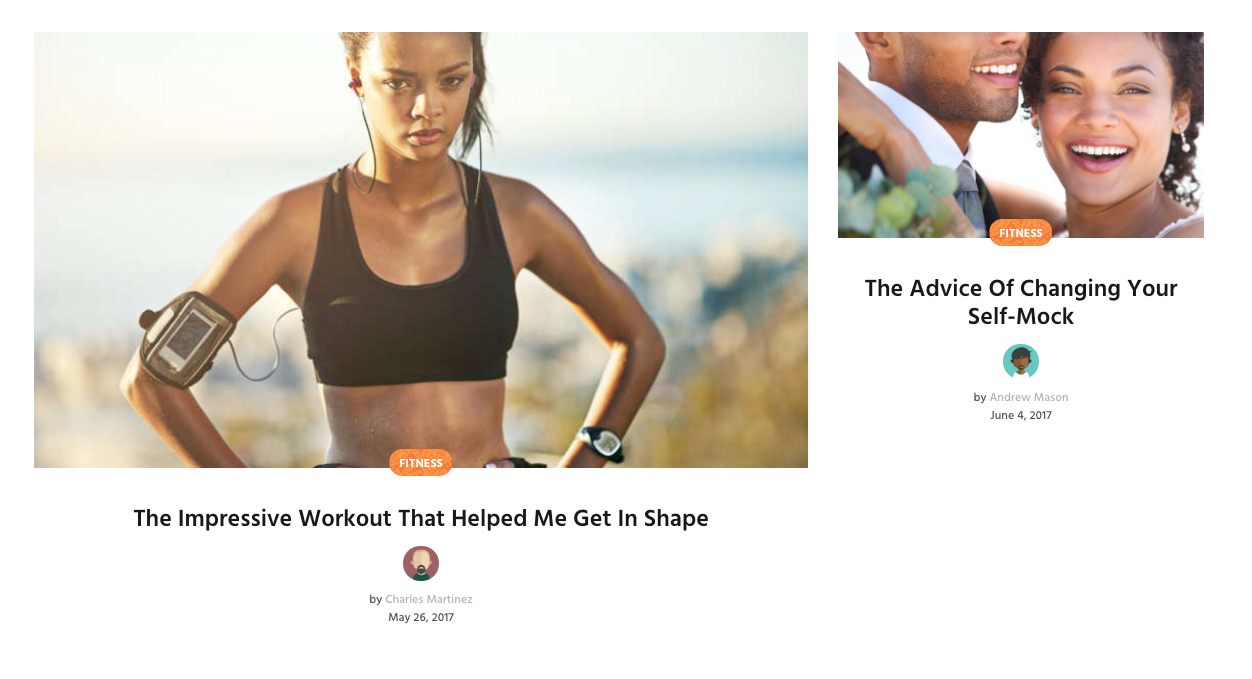 FITNESS
The Impressive Workout That Helped Me Get In Shape
by Charles Martinez
May 26, 2017
FITNESS
The Advice Of Changing Your
Self-Mock
by Andrew Mason
June 4, 2017